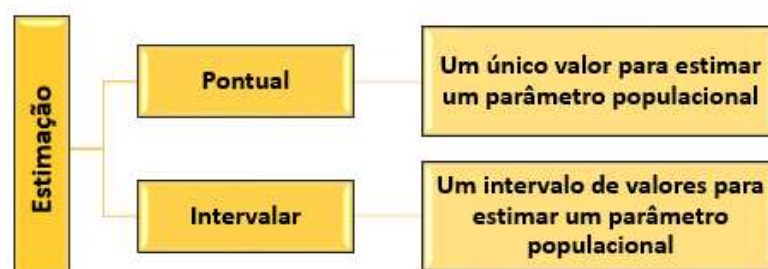 Estimação
Pontual
Um único valor para estimar
um parâmetro populacional
Intervalar
Um intervalo de valores para
estimar um parâmetro
populacional